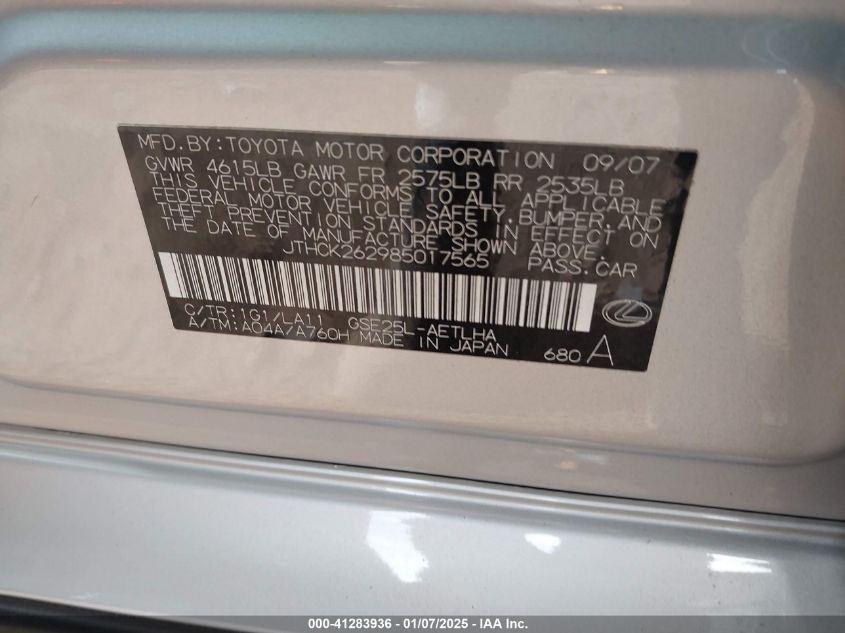 MFD.BY:TOYOTA MOTOR CORPORATION 09/07
GVWR 4615LB GAWR FR 2575LB RR 2535LB
THIS VEHICLE CONFORMS TO ALL APPLICABLE
FEDERAL MOTOR VEHICLE SAFETY, BUMPER, AND
THEFT PREVENTION STANDARDS IN EFFECT ON
THE DATE OF MANUFACTURE SHOWN ABOVE.
JTHCK262985017565 PASS.CAR
C/TR:1G1/LA11 GSE25L-AETLHA
A/TM:A04A/A760H MADE IN JAPAN 680 A
000-41283936 - 01/07/2025 - IAA Inc.